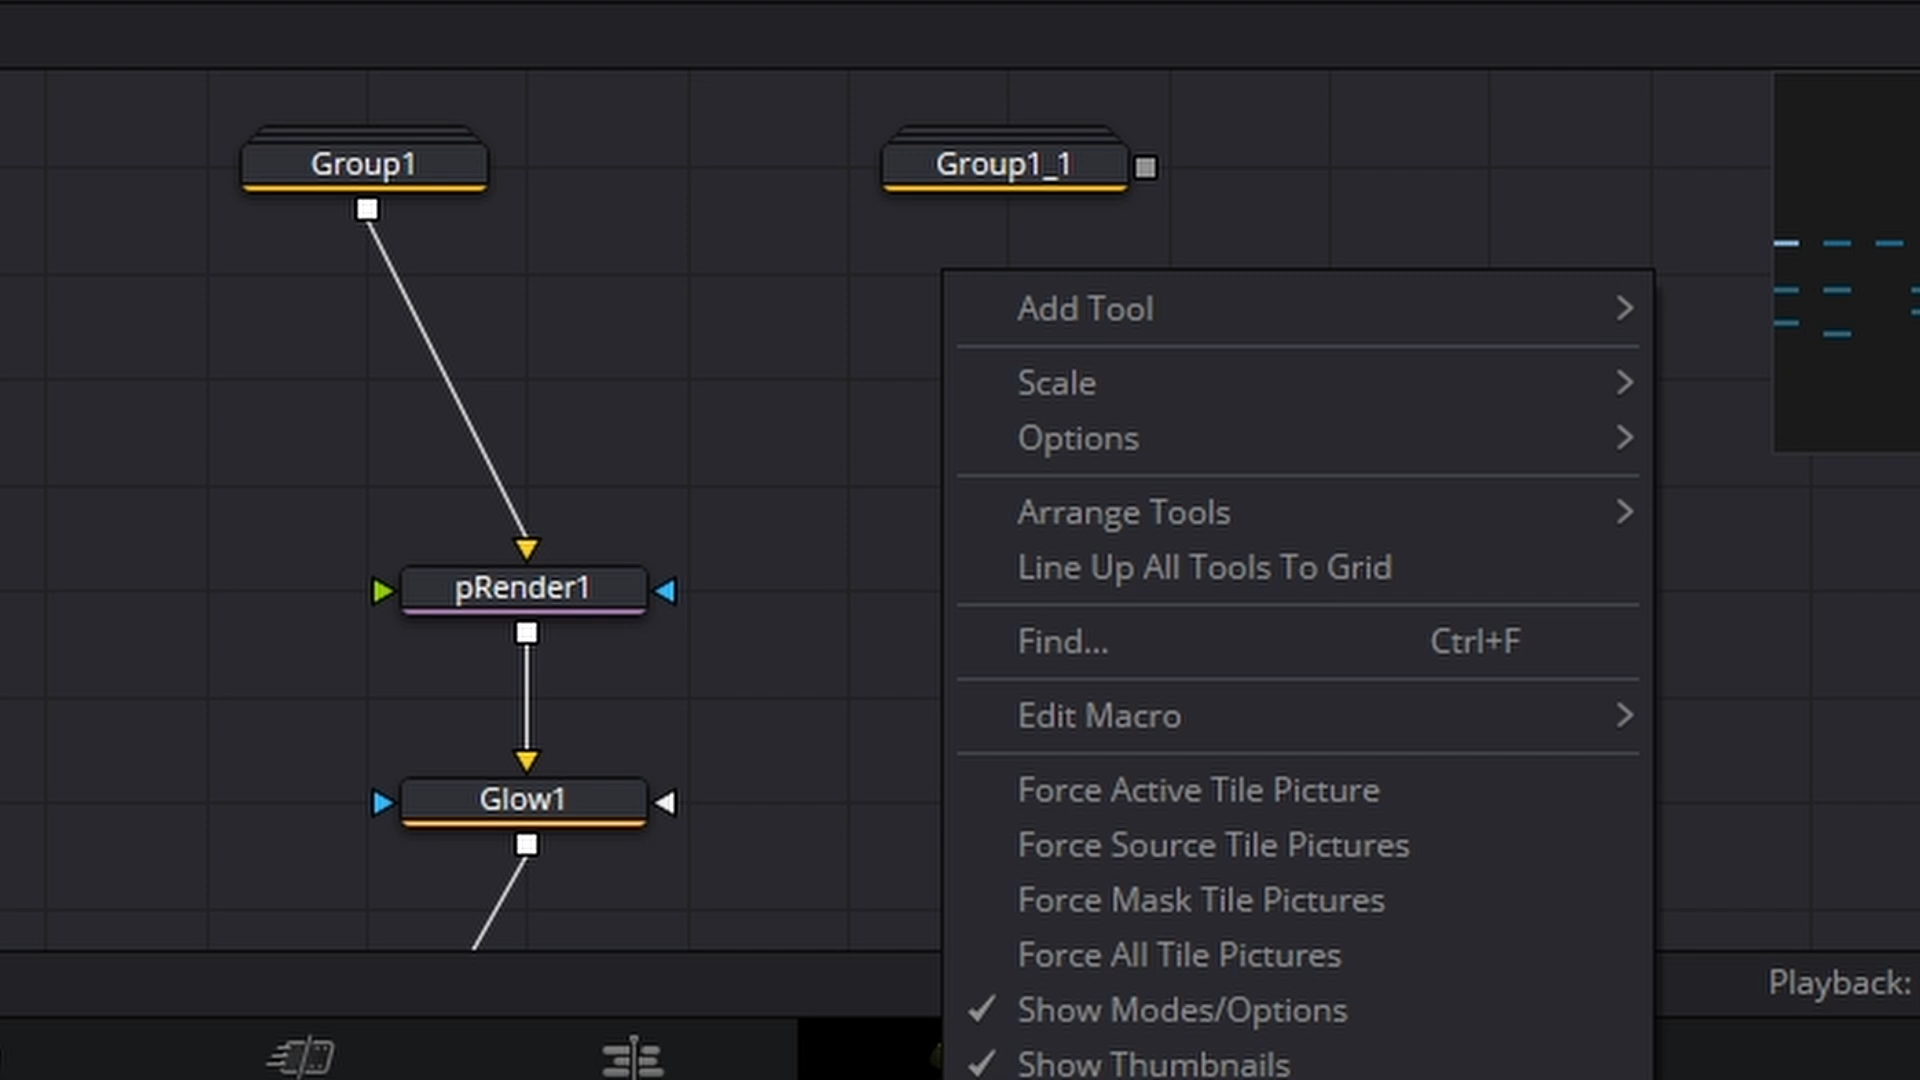 Group1
Group1_1
Add Tool
Scale
Options
Arrange Tools
Line Up All Tools To Grid
pRender1
Find... Ctrl+F
Edit Macro
Glow1
Force Active Tile Picture
Force Source Tile Pictures
Force Mask Tile Pictures
Force All Tile Pictures
Playback:
Show Modes/Options
Show Thumbnails